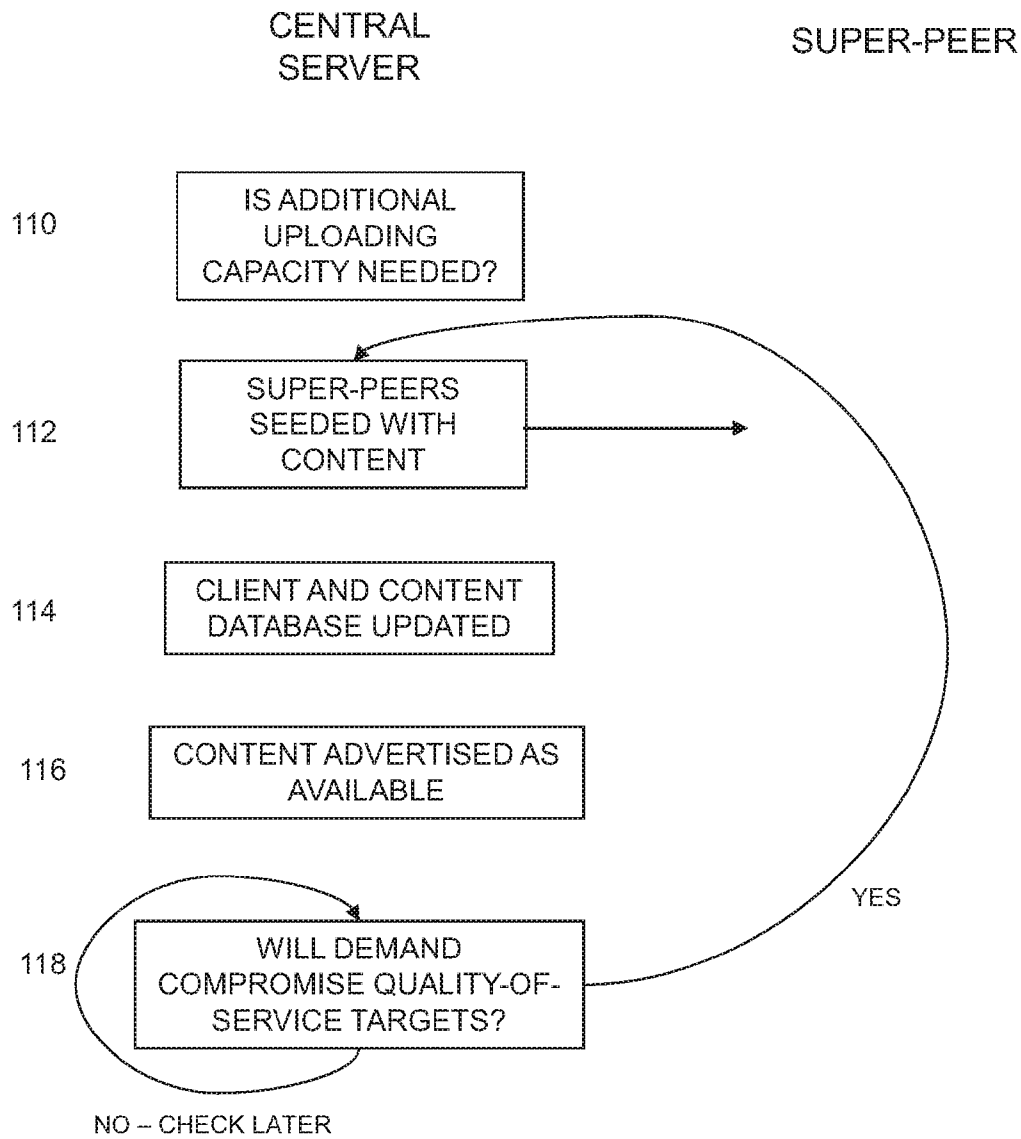 CENTRAL
SERVER
SUPER-PEER
110
IS ADDITIONAL
UPLOADING
CAPACITY NEEDED?
112
SUPER-PEERS
SEEDED WITH
CONTENT
114
CLIENT AND CONTENT
DATABASE UPDATED
116
CONTENT ADVERTISED AS
AVAILABLE
YES
118
WILL DEMAND
COMPROMISE QUALITY-OF-
SERVICE TARGETS?
NO – CHECK LATER